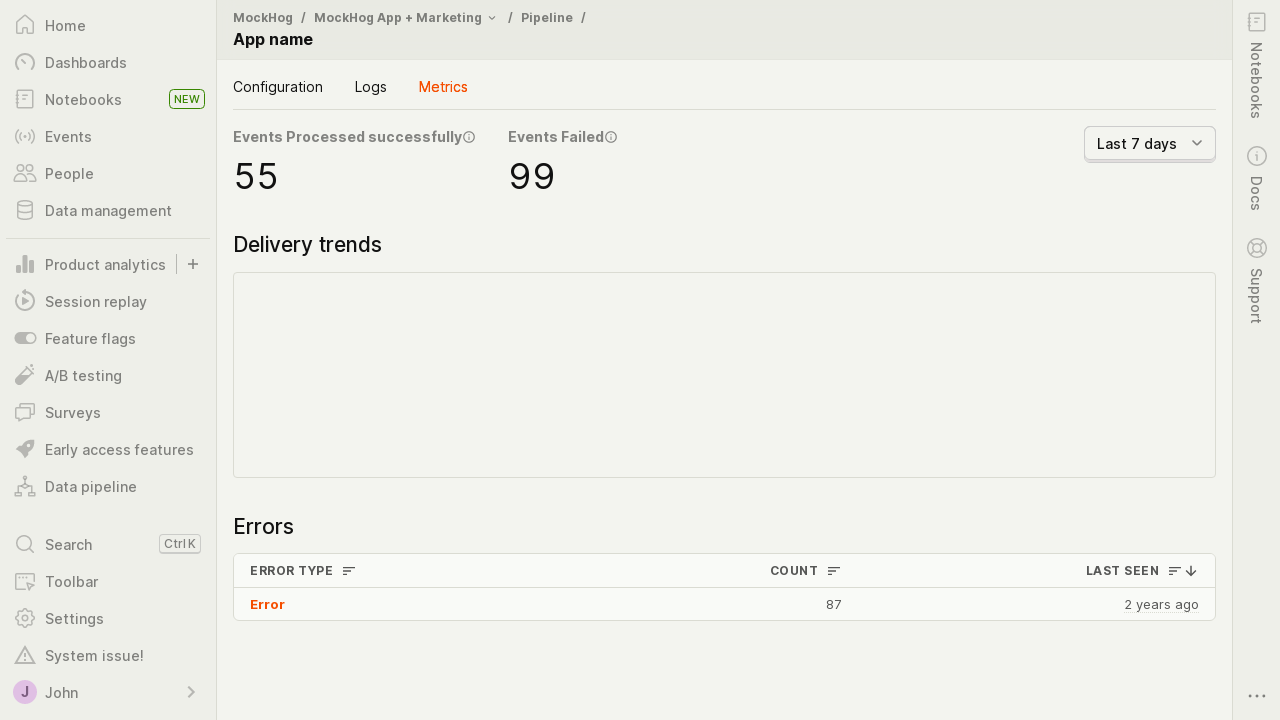 Home
Dashboards
Notebooks NEW
Events
People
Data management
Product analytics
Session replay
Feature flags
A/B testing
Surveys
Early access features
Data pipeline
Search Ctrl K
Toolbar
Settings
System issue!
J John
MockHog / MockHog App + Marketing / Pipeline /
App name
Configuration Logs Metrics
Events Processed successfully Events Failed
55 99
Last 7 days
Delivery trends
Errors
ERROR TYPE COUNT LAST SEEN
Error 87 2 years ago
Notebooks
Docs
Support